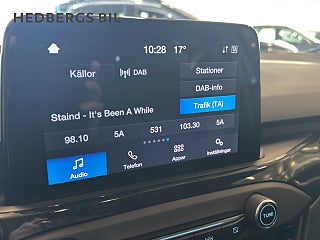 HEDBERGS BIL
10:28 17°
Källor DAB Stationer
DAB-info
Trafik (TA)
Staind - It's Been A While
98.10 5A 531 103.30 5A
Audio Telefon Appar Inställningar
TUNE